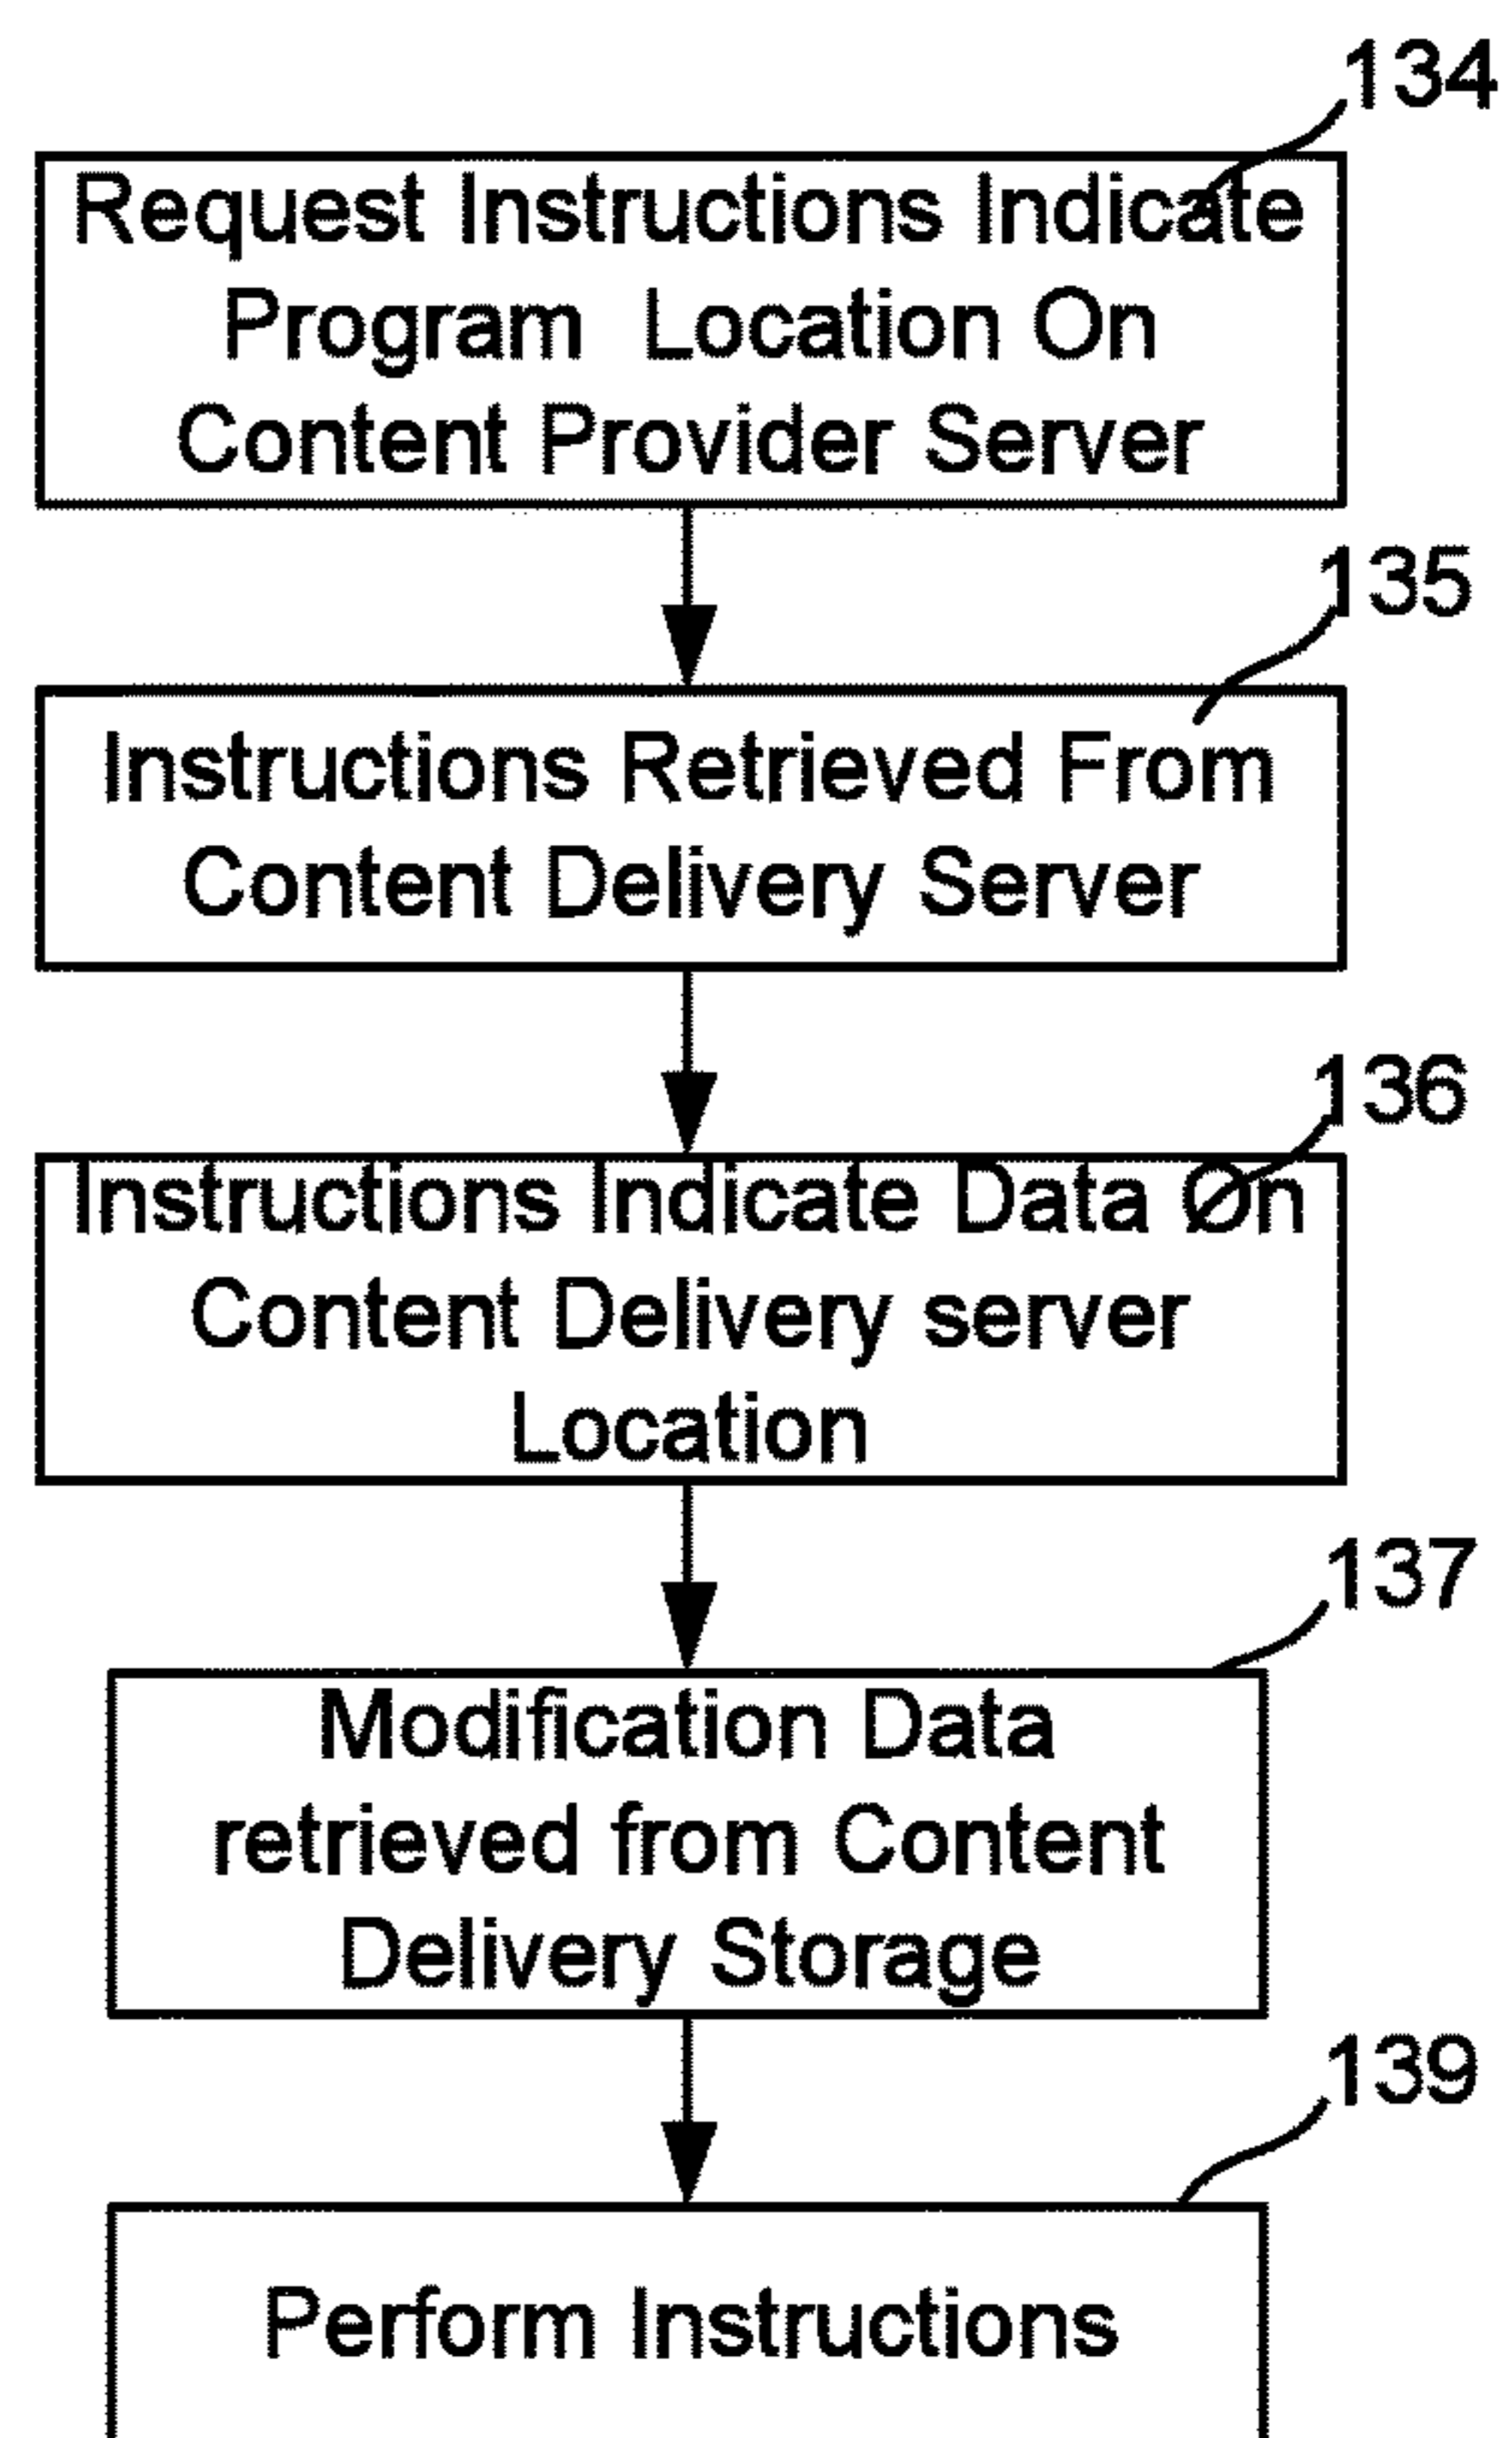 134
Request Instructions Indicate
Program Location On
Content Provider Server
135
Instructions Retrieved From
Content Delivery Server
136
Instructions Indicate Data On
Content Delivery server
Location
137
Modification Data
retrieved from Content
Delivery Storage
139
Perform Instructions